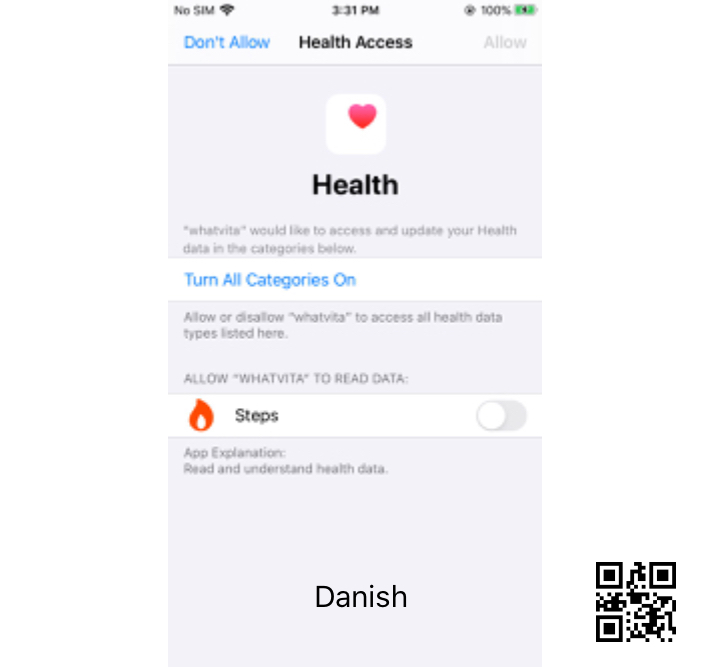 No SIM 3:31 PM 100%
Don't Allow Health Access Allow
Health
"whatvita" would like to access and update your Health
data in the categories below.
Turn All Categories On
Allow or disallow "whatvita" to access all health data
types listed here.
ALLOW "WHATVITA" TO READ DATA:
Steps
App Explanation:
Read and understand health data.
Danish